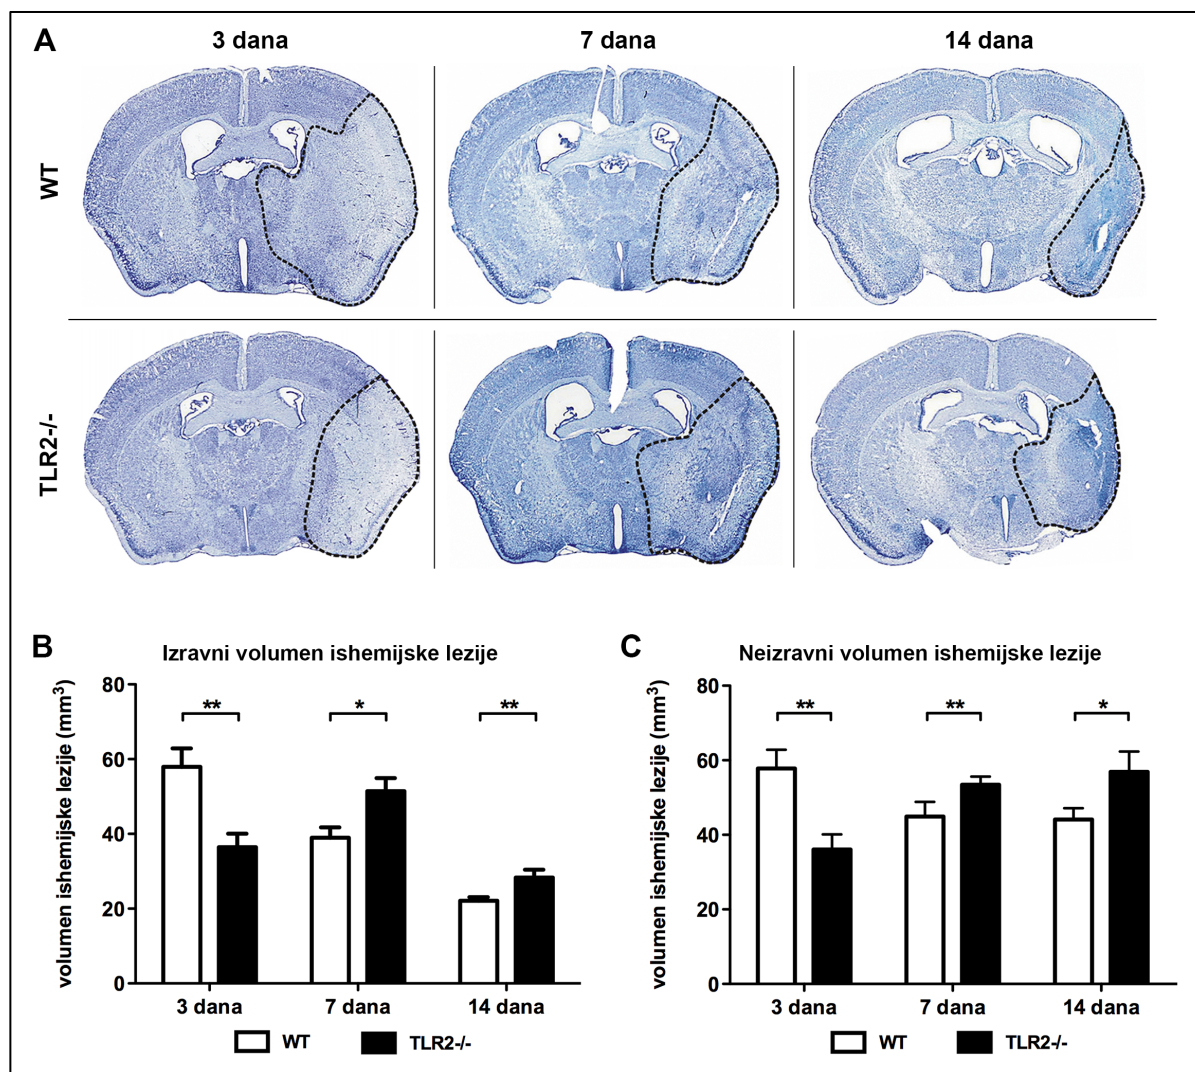 A
3 dana 7 dana 14 dana
WT
TLR2-/-
B
Izravni volumen ishemijske lezije
volumen ishemijske lezije (mm³)
80
60
40
20
0
** * **
3 dana 7 dana 14 dana
WT TLR2-/-
C
Neizravni volumen ishemijske lezije
volumen ishemijske lezije (mm³)
80
60
40
20
0
** ** *
3 dana 7 dana 14 dana
WT TLR2-/-